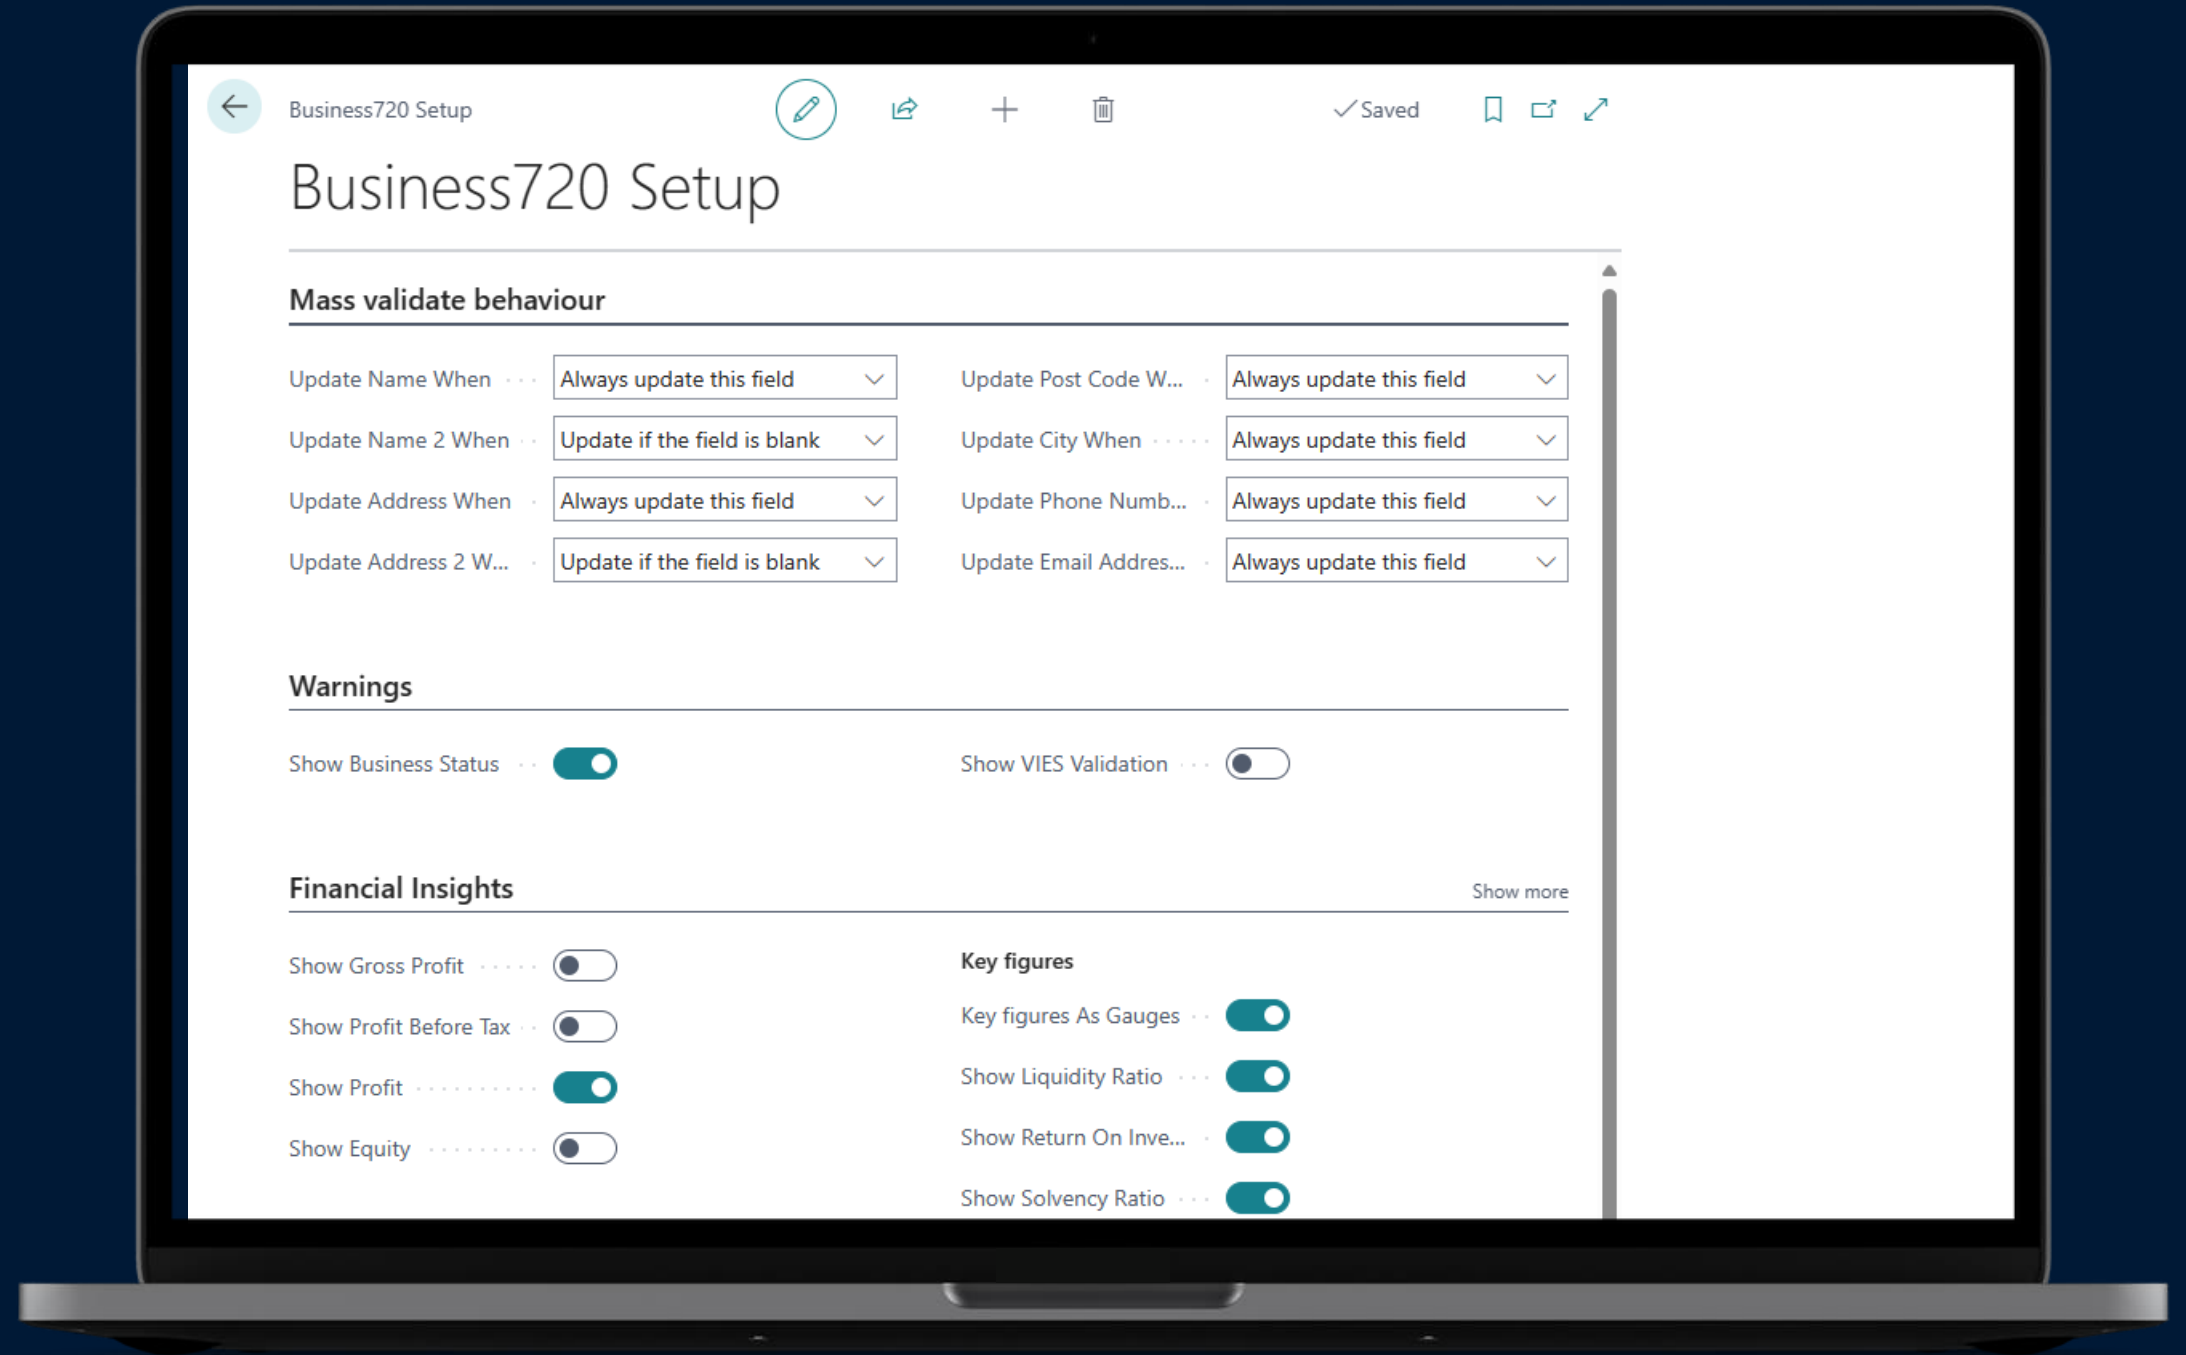 Business720 Setup
Saved
Business720 Setup
Mass validate behaviour
Update Name When Always update this field
Update Name 2 When Update if the field is blank
Update Address When Always update this field
Update Address 2 W... Update if the field is blank
Update Post Code W... Always update this field
Update City When Always update this field
Update Phone Numb... Always update this field
Update Email Addres... Always update this field
Warnings
Show Business Status
Show VIES Validation
Financial Insights
Show more
Show Gross Profit
Show Profit Before Tax
Show Profit
Show Equity
Key figures
Key figures As Gauges
Show Liquidity Ratio
Show Return On Inve...
Show Solvency Ratio